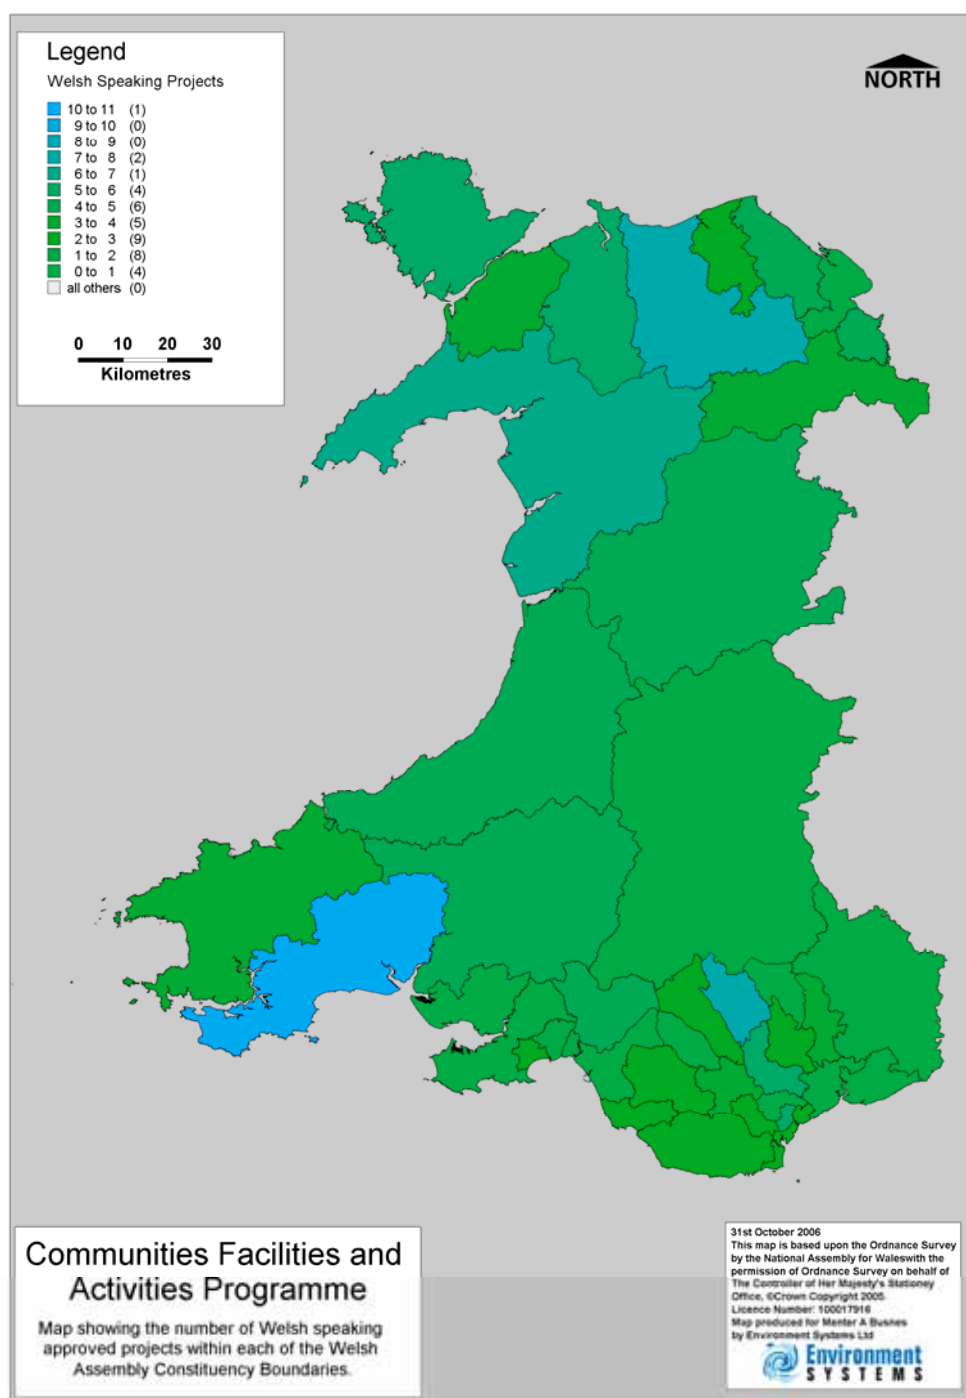 Legend
Welsh Speaking Projects
10 to 11 (1)
9 to 10 (0)
8 to 9 (0)
7 to 8 (2)
6 to 7 (1)
5 to 6 (4)
4 to 5 (6)
3 to 4 (5)
2 to 3 (9)
1 to 2 (8)
0 to 1 (4)
all others (0)
0 10 20 30
Kilometres
NORTH
Communities Facilities and
Activities Programme
Map showing the number of Welsh speaking
approved projects within each of the Welsh
Assembly Constituency Boundaries.
31st October 2006
This map is based upon the Ordnance Survey
by the National Assembly for Waleswith the
permission of Ordnance Survey on behalf of
The Controller of Her Majesty's Stationey
Office, ©Crown Copyright 2005.
Licence Number: 100017916
Map produced for Menter A Busnes
by Environment Systems Ltd
Environment
SYSTEMS